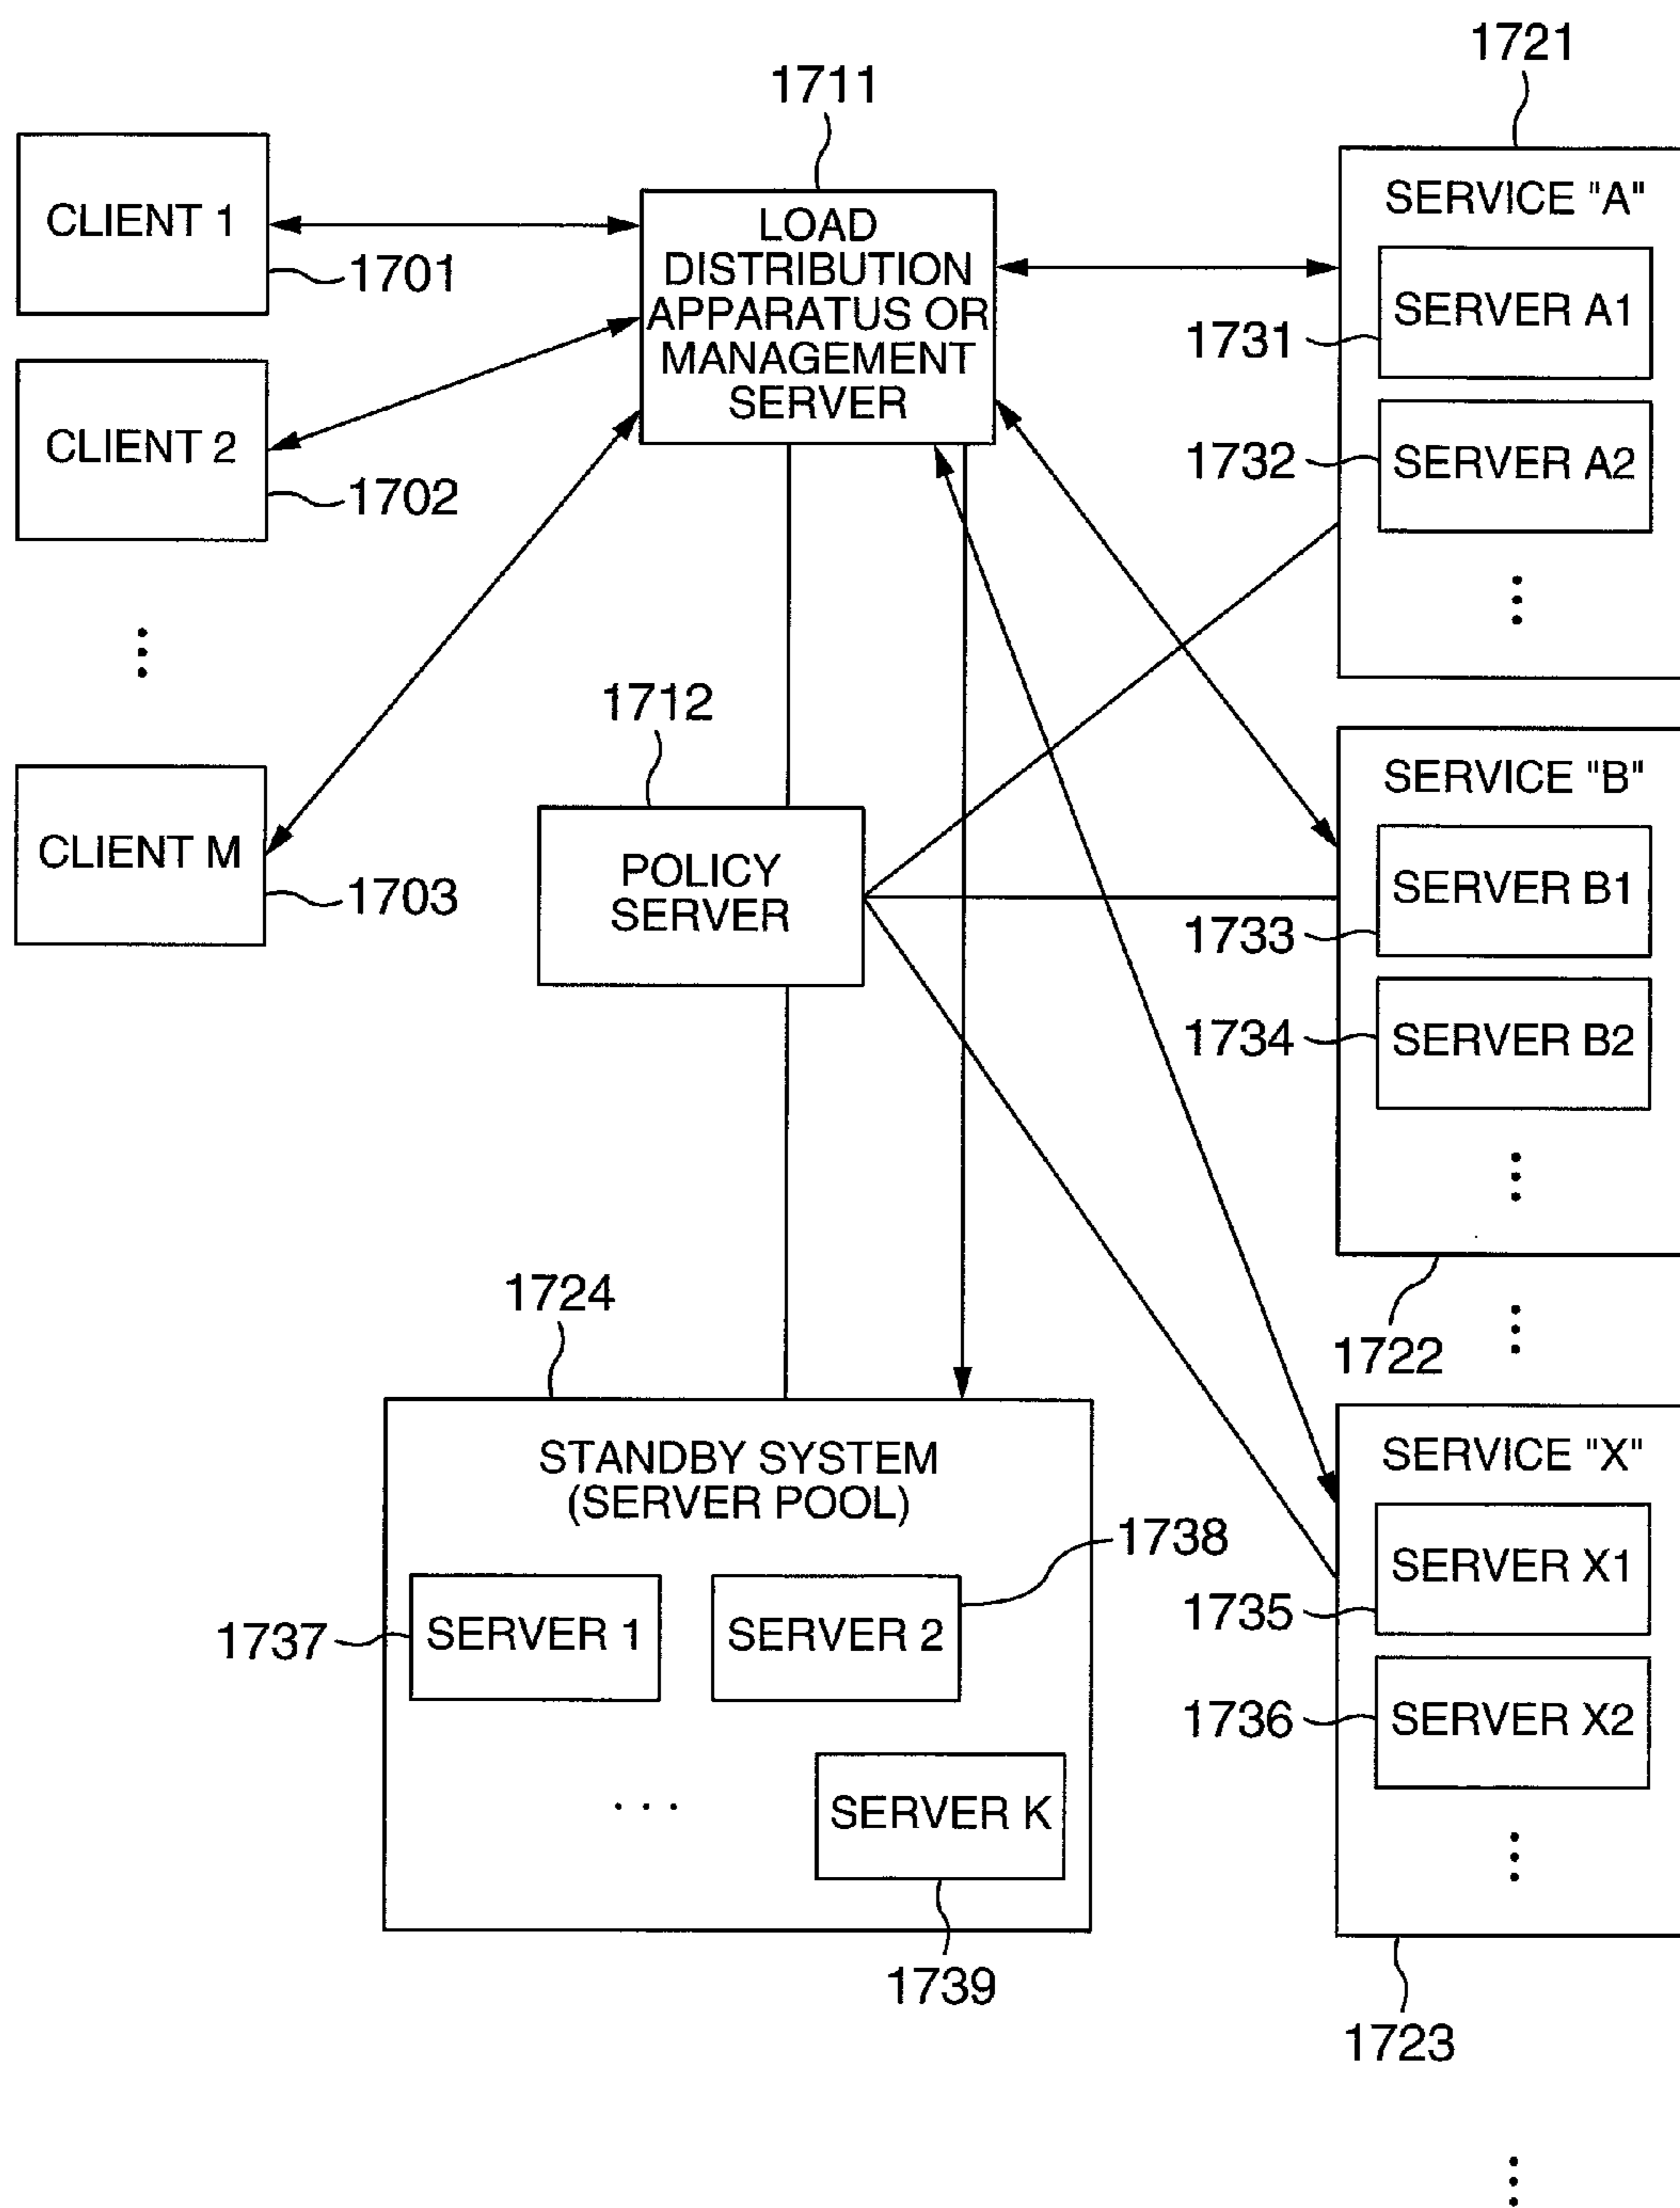 1721
1711
CLIENT 1
1701
LOAD
DISTRIBUTION
APPARATUS OR
MANAGEMENT
SERVER
SERVICE "A"
SERVER A1
1731
SERVER A2
1732
CLIENT 2
1702
CLIENT M
1703
1712
POLICY
SERVER
SERVICE "B"
SERVER B1
1733
SERVER B2
1734
1722
1724
STANDBY SYSTEM
(SERVER POOL)
1738
1737
SERVER 1
SERVER 2
SERVER K
1739
SERVICE "X"
SERVER X1
1735
SERVER X2
1736
1723